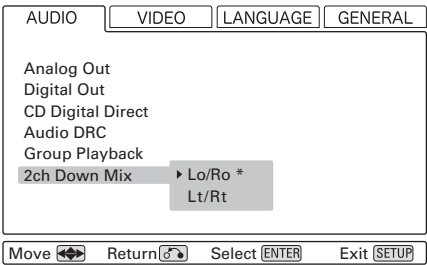 AUDIO VIDEO LANGUAGE GENERAL
Analog Out
Digital Out
CD Digital Direct
Audio DRC
Group Playback
2ch Down Mix Lo/Ro *
Lt/Rt
Move Return Select ENTER Exit SETUP